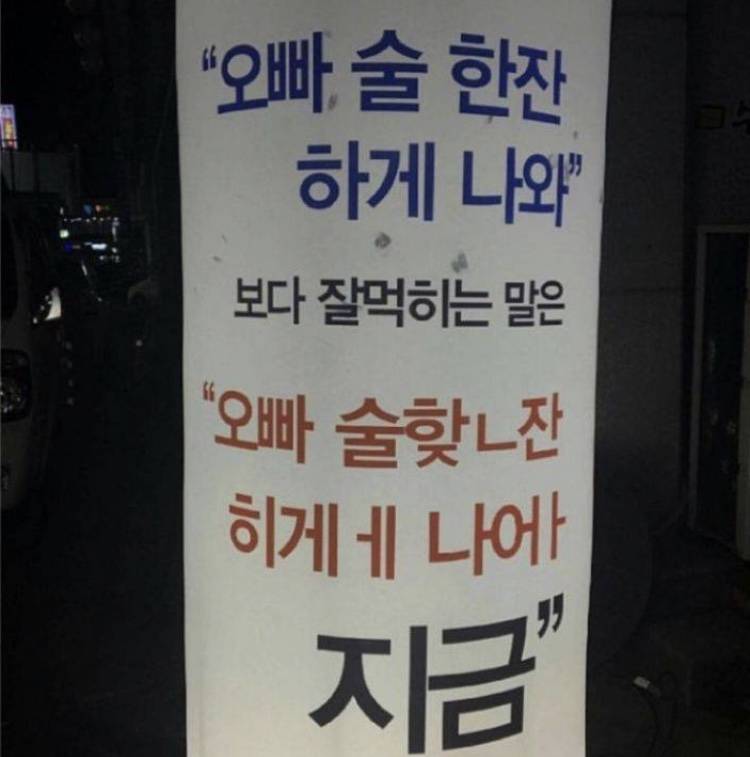 “오빠 술 한잔
하게 나와”
보다 잘먹히는 말은
“오빠 술핮ㄴ잔
히게ㅔ 나어ㅏ
지금”